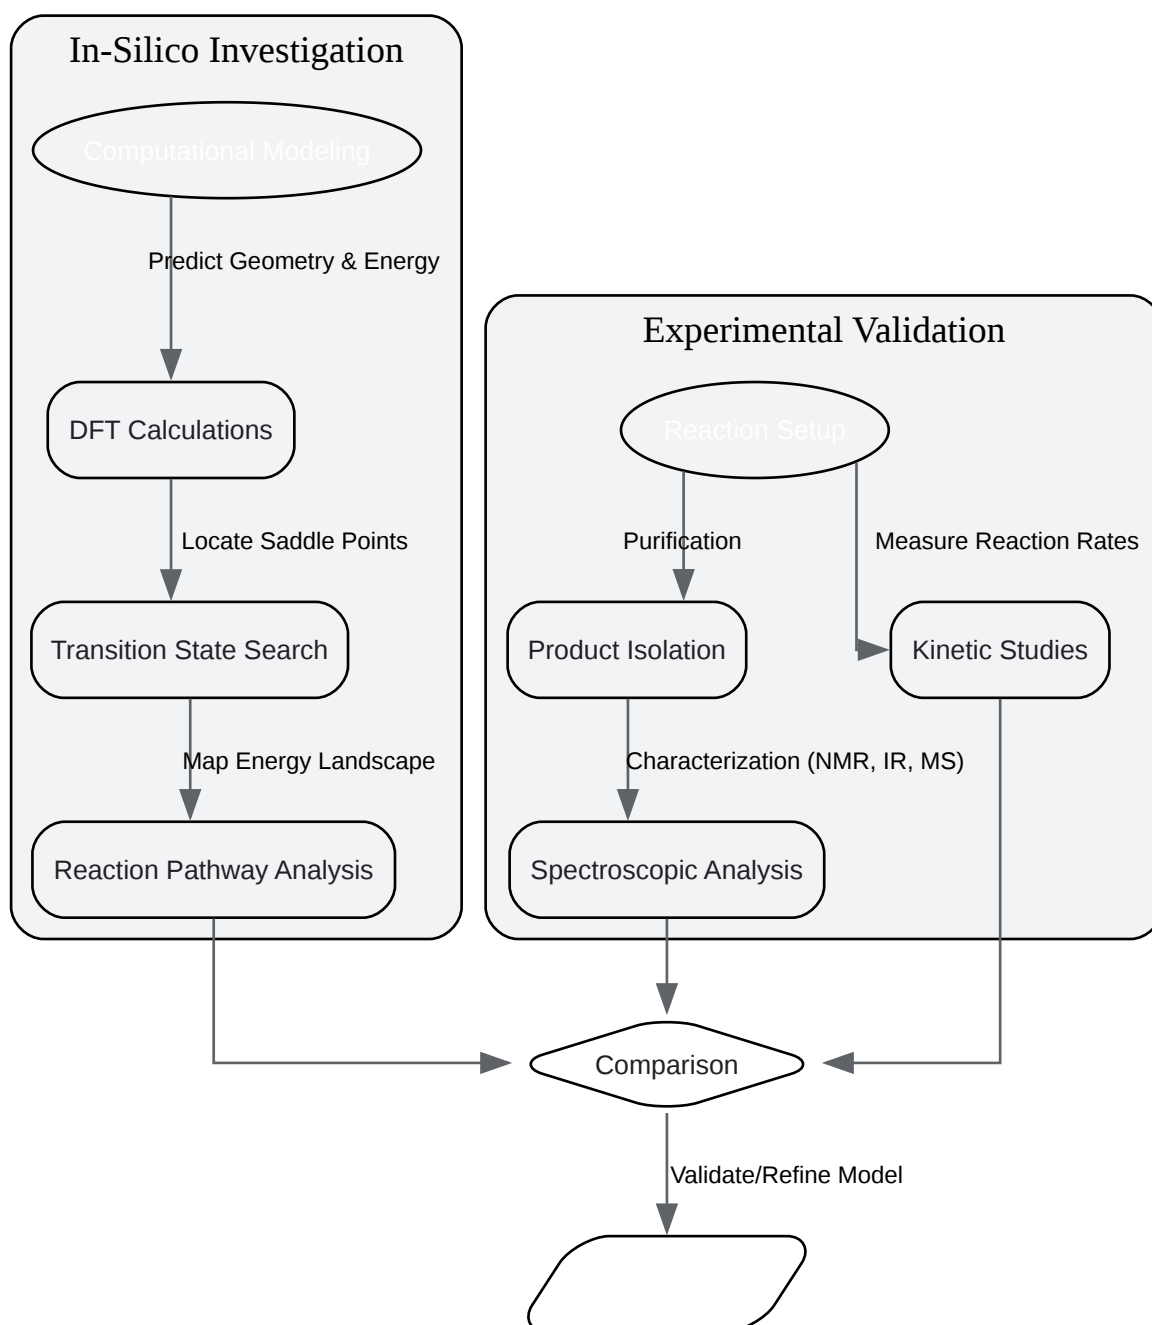 In-Silico Investigation
Computational Modeling
Predict Geometry & Energy
DFT Calculations
Locate Saddle Points
Transition State Search
Map Energy Landscape
Reaction Pathway Analysis
Experimental Validation
Reaction Setup
Purification
Measure Reaction Rates
Product Isolation
Kinetic Studies
Characterization (NMR, IR, MS)
Spectroscopic Analysis
Comparison
Validate/Refine Model